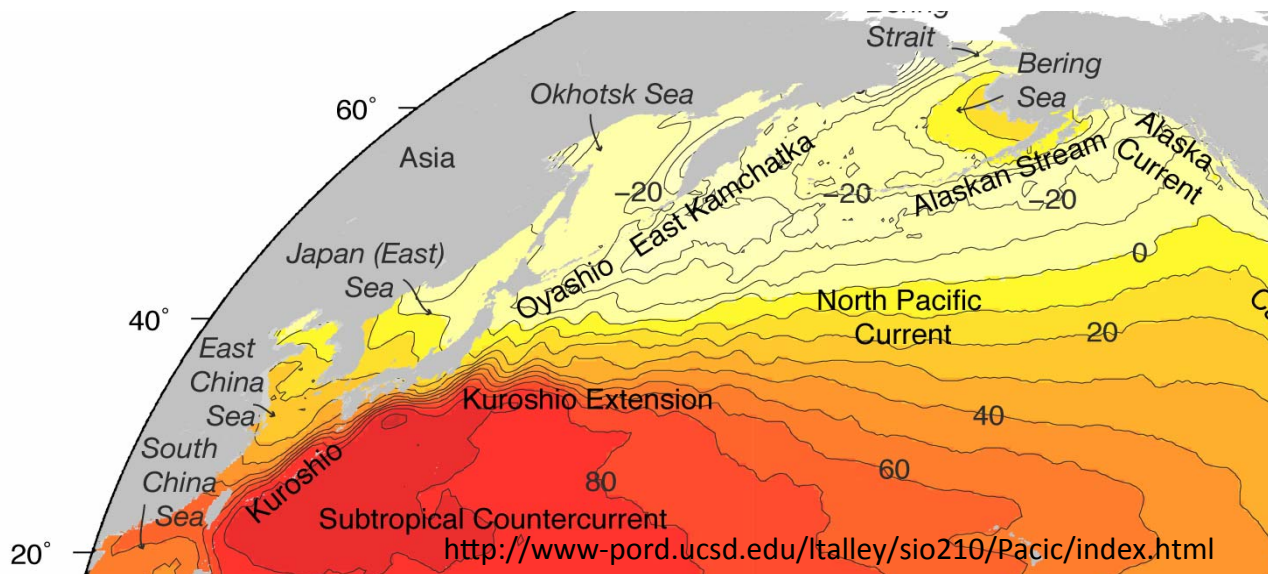 Bering
Strait
Bering
Sea
Okhotsk Sea
60°
Asia
Alaska
Current
Alaskan Stream
East Kamchatka
-20
-20
-20
Japan (East)
Sea
Oyashio
0
North Pacific
Current
40°
20
East
China
Sea
Kuroshio Extension
40
South
China
Sea
Kuroshio
60
80
Subtropical Countercurrent
20°
http://www-pord.ucsd.edu/ltalley/sio210/Pacic/index.html